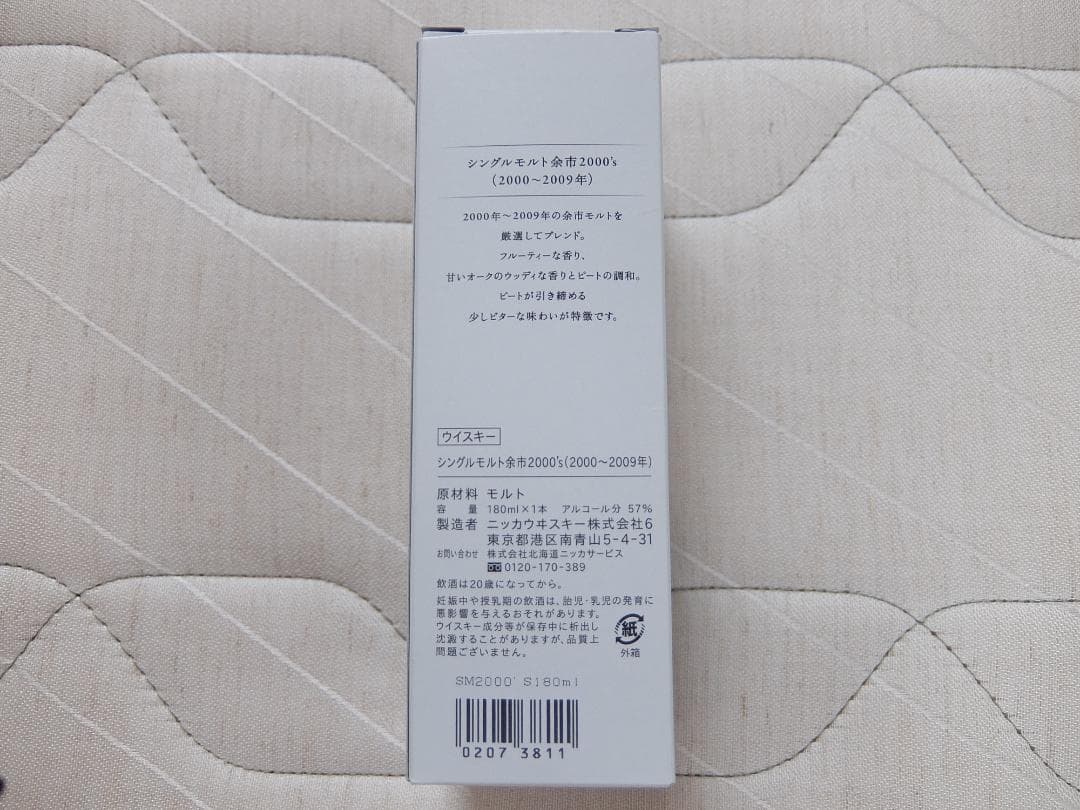 シングルモルト余市2000's
(2000～2009年)
2000年～2009年の余市モルトを
厳選してブレンド。
フルーティーな香り、
甘いオークのウッディな香りとピートの調和。
ピートが引き締める
少しビターな味わいが特徴です。
ウイスキー
シングルモルト余市2000's(2000～2009年)
原材料 モルト
容量 180ml×1本 アルコール分 57%
製造者 ニッカウヰスキー株式会社6
東京都港区南青山5-4-31
お問い合わせ 株式会社北海道ニッカサービス
0120-170-389
飲酒は20歳になってから。
妊娠中や授乳期の飲酒は、胎児・乳児の発育に
悪影響を与えるおそれがあります。
ウイスキー成分等が保存中に析出し
沈澱することがありますが、品質上
問題ございません。
紙
外箱
SM2000' S180ml
0207 3811